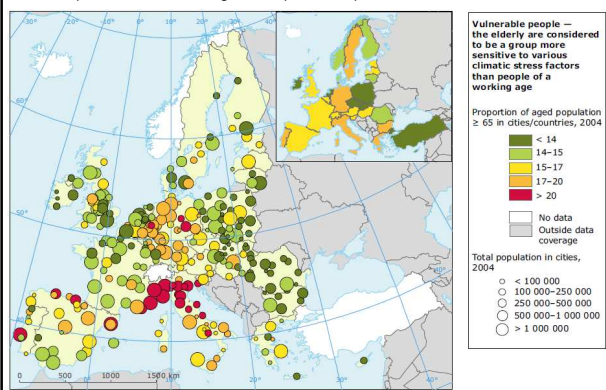 -30° -20° -10° 0° 10° 20° 30° 40°
60°
50°
40°
0 500 1000 1500 km
0° 10° 20° 30°
Vulnerable people —
the elderly are considered
to be a group more
sensitive to various
climatic stress factors
than people of a
working age
Proportion of aged population
≥ 65 in cities/countries, 2004
< 14
14–15
15–17
17–20
> 20
No data
Outside data
coverage
Total population in cities,
2004
< 100 000
100 000–250 000
250 000–500 000
500 000–1 000 000
> 1 000 000